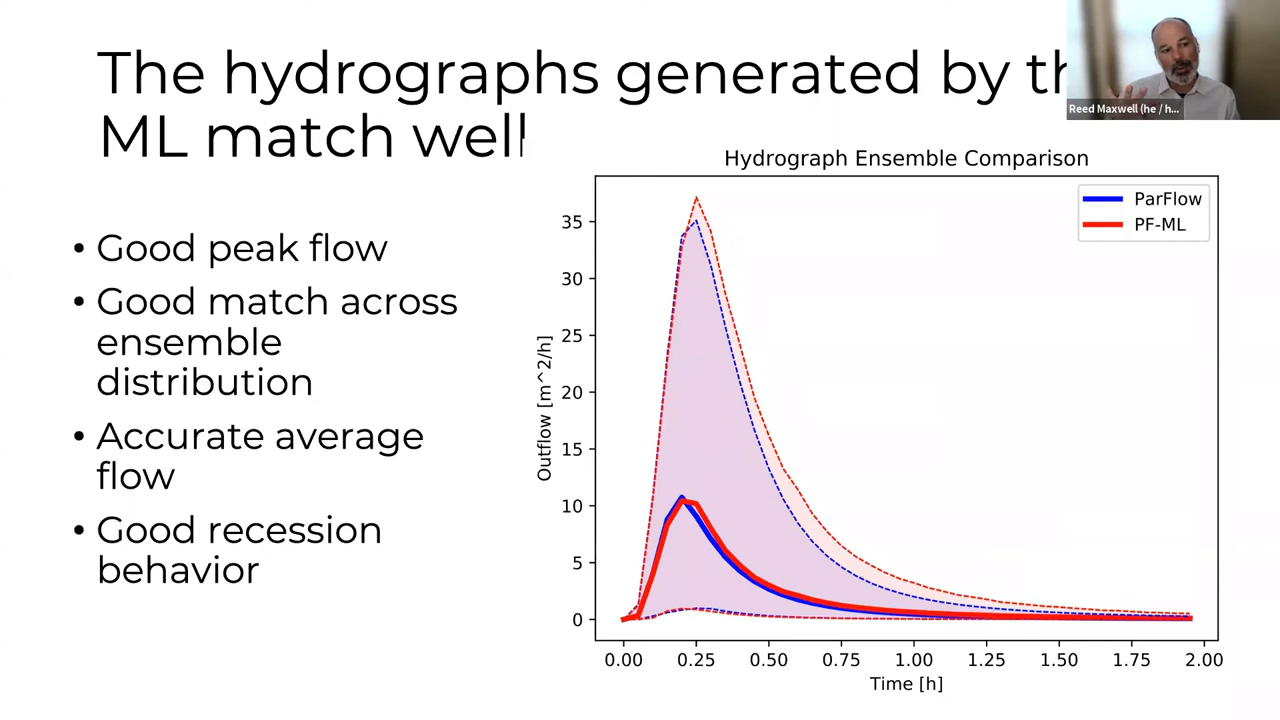 The hydrographs generated by th
ML match well
Reed Maxwell (he / h...
• Good peak flow
• Good match across
ensemble
distribution
• Accurate average
flow
• Good recession
behavior
Hydrograph Ensemble Comparison
ParFlow
PF-ML
Outflow [m^2/h]
35
30
25
20
15
10
5
0
0.00 0.25 0.50 0.75 1.00 1.25 1.50 1.75 2.00
Time [h]